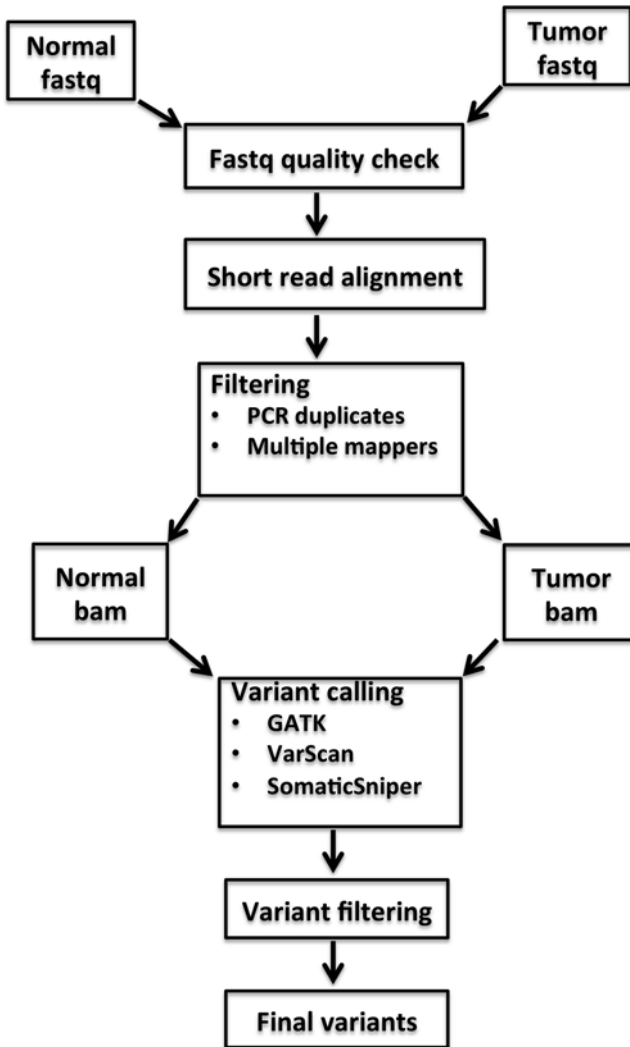 Normal
fastq
Tumor
fastq
Fastq quality check
Short read alignment
Filtering
• PCR duplicates
• Multiple mappers
Normal
bam
Tumor
bam
Variant calling
• GATK
• VarScan
• SomaticSniper
Variant filtering
Final variants